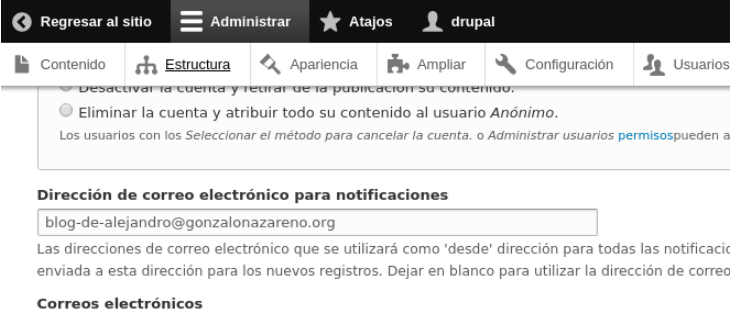 Regresar al sitio Administrar Atajos drupal
Contenido Estructura Apariencia Ampliar Configuración Usuarios
Desactivar la cuenta y retirar de la publicación su contenido.
Eliminar la cuenta y atribuir todo su contenido al usuario Anónimo.
Los usuarios con los Seleccionar el método para cancelar la cuenta. o Administrar usuarios permisospueden a
Dirección de correo electrónico para notificaciones
blog-de-alejandro@gonzalonazareno.org
Las direcciones de correo electrónico que se utilizará como 'desde' dirección para todas las notificacio
enviada a esta dirección para los nuevos registros. Dejar en blanco para utilizar la dirección de correo
Correos electrónicos